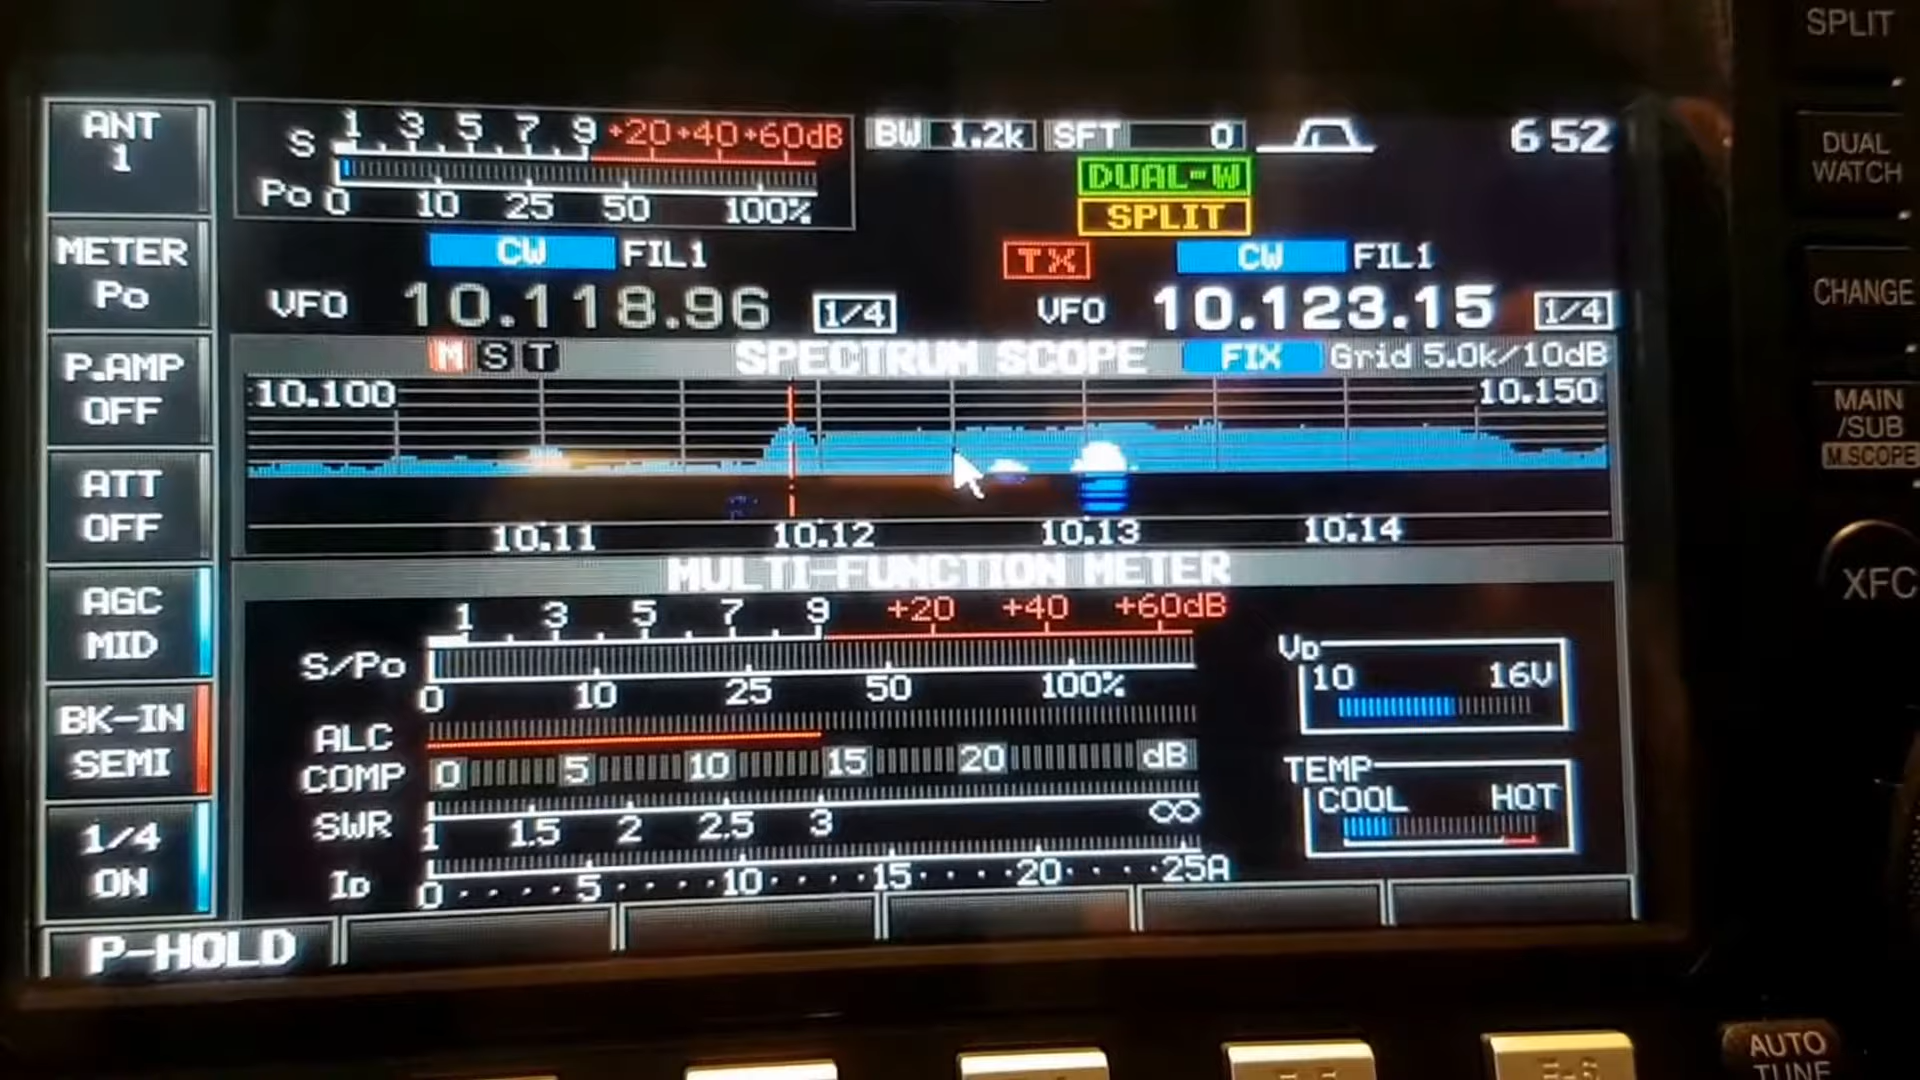 SPLIT
ANT 1
S 1 3 5 7 9 +20 +40 +60dB
Po 0 10 25 50 100%
BW 1.2k SFT 0
6 52
DUAL-W
SPLIT
DUAL WATCH
METER Po
CW FIL1
TX CW FIL1
VFO 10.118.96 1/4
VFO 10.123.15 1/4
CHANGE
P.AMP OFF
M S T SPECTRUM SCOPE FIX Grid 5.0k/10dB
10.100 10.150
MAIN /SUB
M.SCOPE
ATT OFF
10.11 10.12 10.13 10.14
XFC
MULTI-FUNCTION METER
AGC MID
1 3 5 7 9 +20 +40 +60dB
S/Po
0 10 25 50 100%
VD
10 16V
BK-IN SEMI
ALC
COMP 0 5 10 15 20 dB
TEMP
COOL HOT
SWR
1 1.5 2 2.5 3 ∞
1/4 ON
ID
0 5 10 15 20 25A
P-HOLD
AUTO TUNE